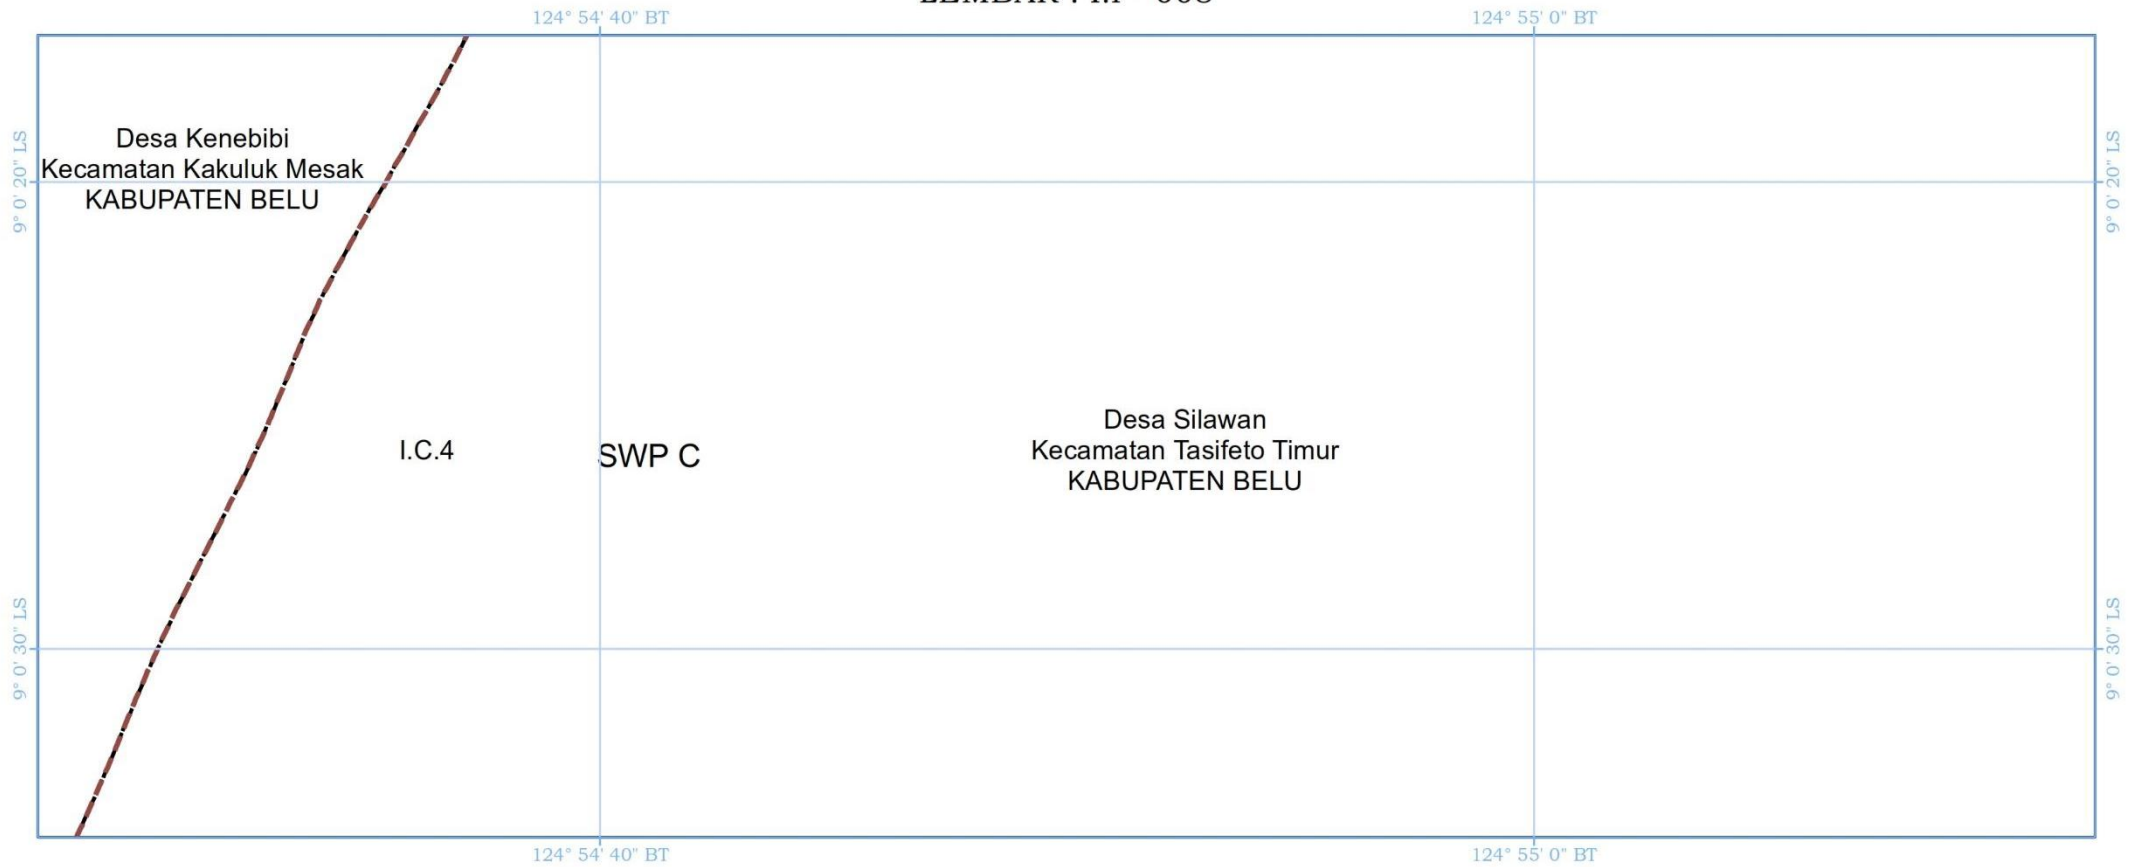 124° 54' 40" BT
124° 55' 0" BT
Desa Kenebibi
Kecamatan Kakuluk Mesak
KABUPATEN BELU
9° 0' 20" LS
9° 0' 20" LS
Desa Silawan
Kecamatan Tasifeto Timur
KABUPATEN BELU
I.C.4
SWP C
9° 0' 30" LS
9° 0' 30" LS
124° 54' 40" BT
124° 55' 0" BT